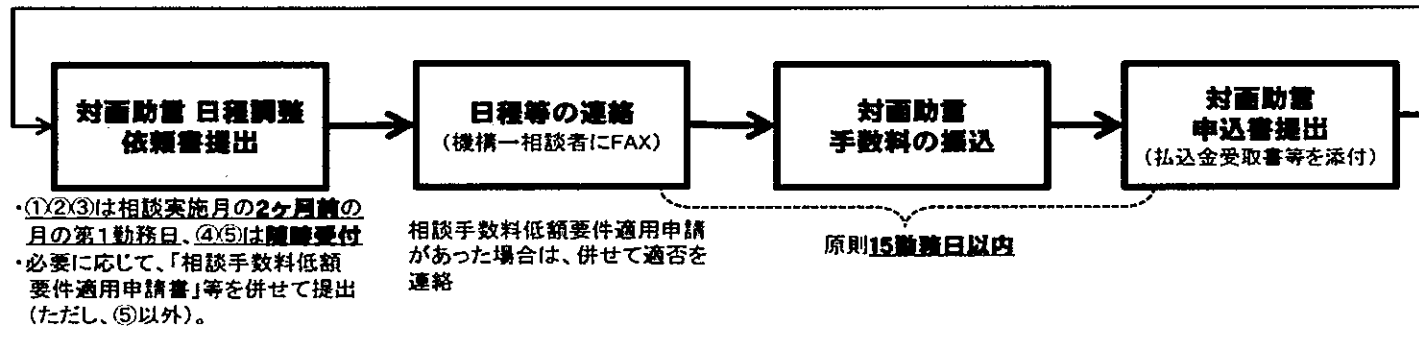 対面助言 日程調整
依頼書提出
日程等の連絡
(機構→相談者にFAX)
対面助言
手数料の振込
対面助言
申込書提出
(払込金受取書等を添付)
・①②③は相談実施月の2ヶ月前の
月の第1勤務日、④⑤は随時受付
・必要に応じて、「相談手数料低額
要件適用申請書」等を併せて提出
(ただし、⑤以外)。
相談手数料低額要件適用申請
があった場合は、併せて適否を
連絡
原則15勤務日以内